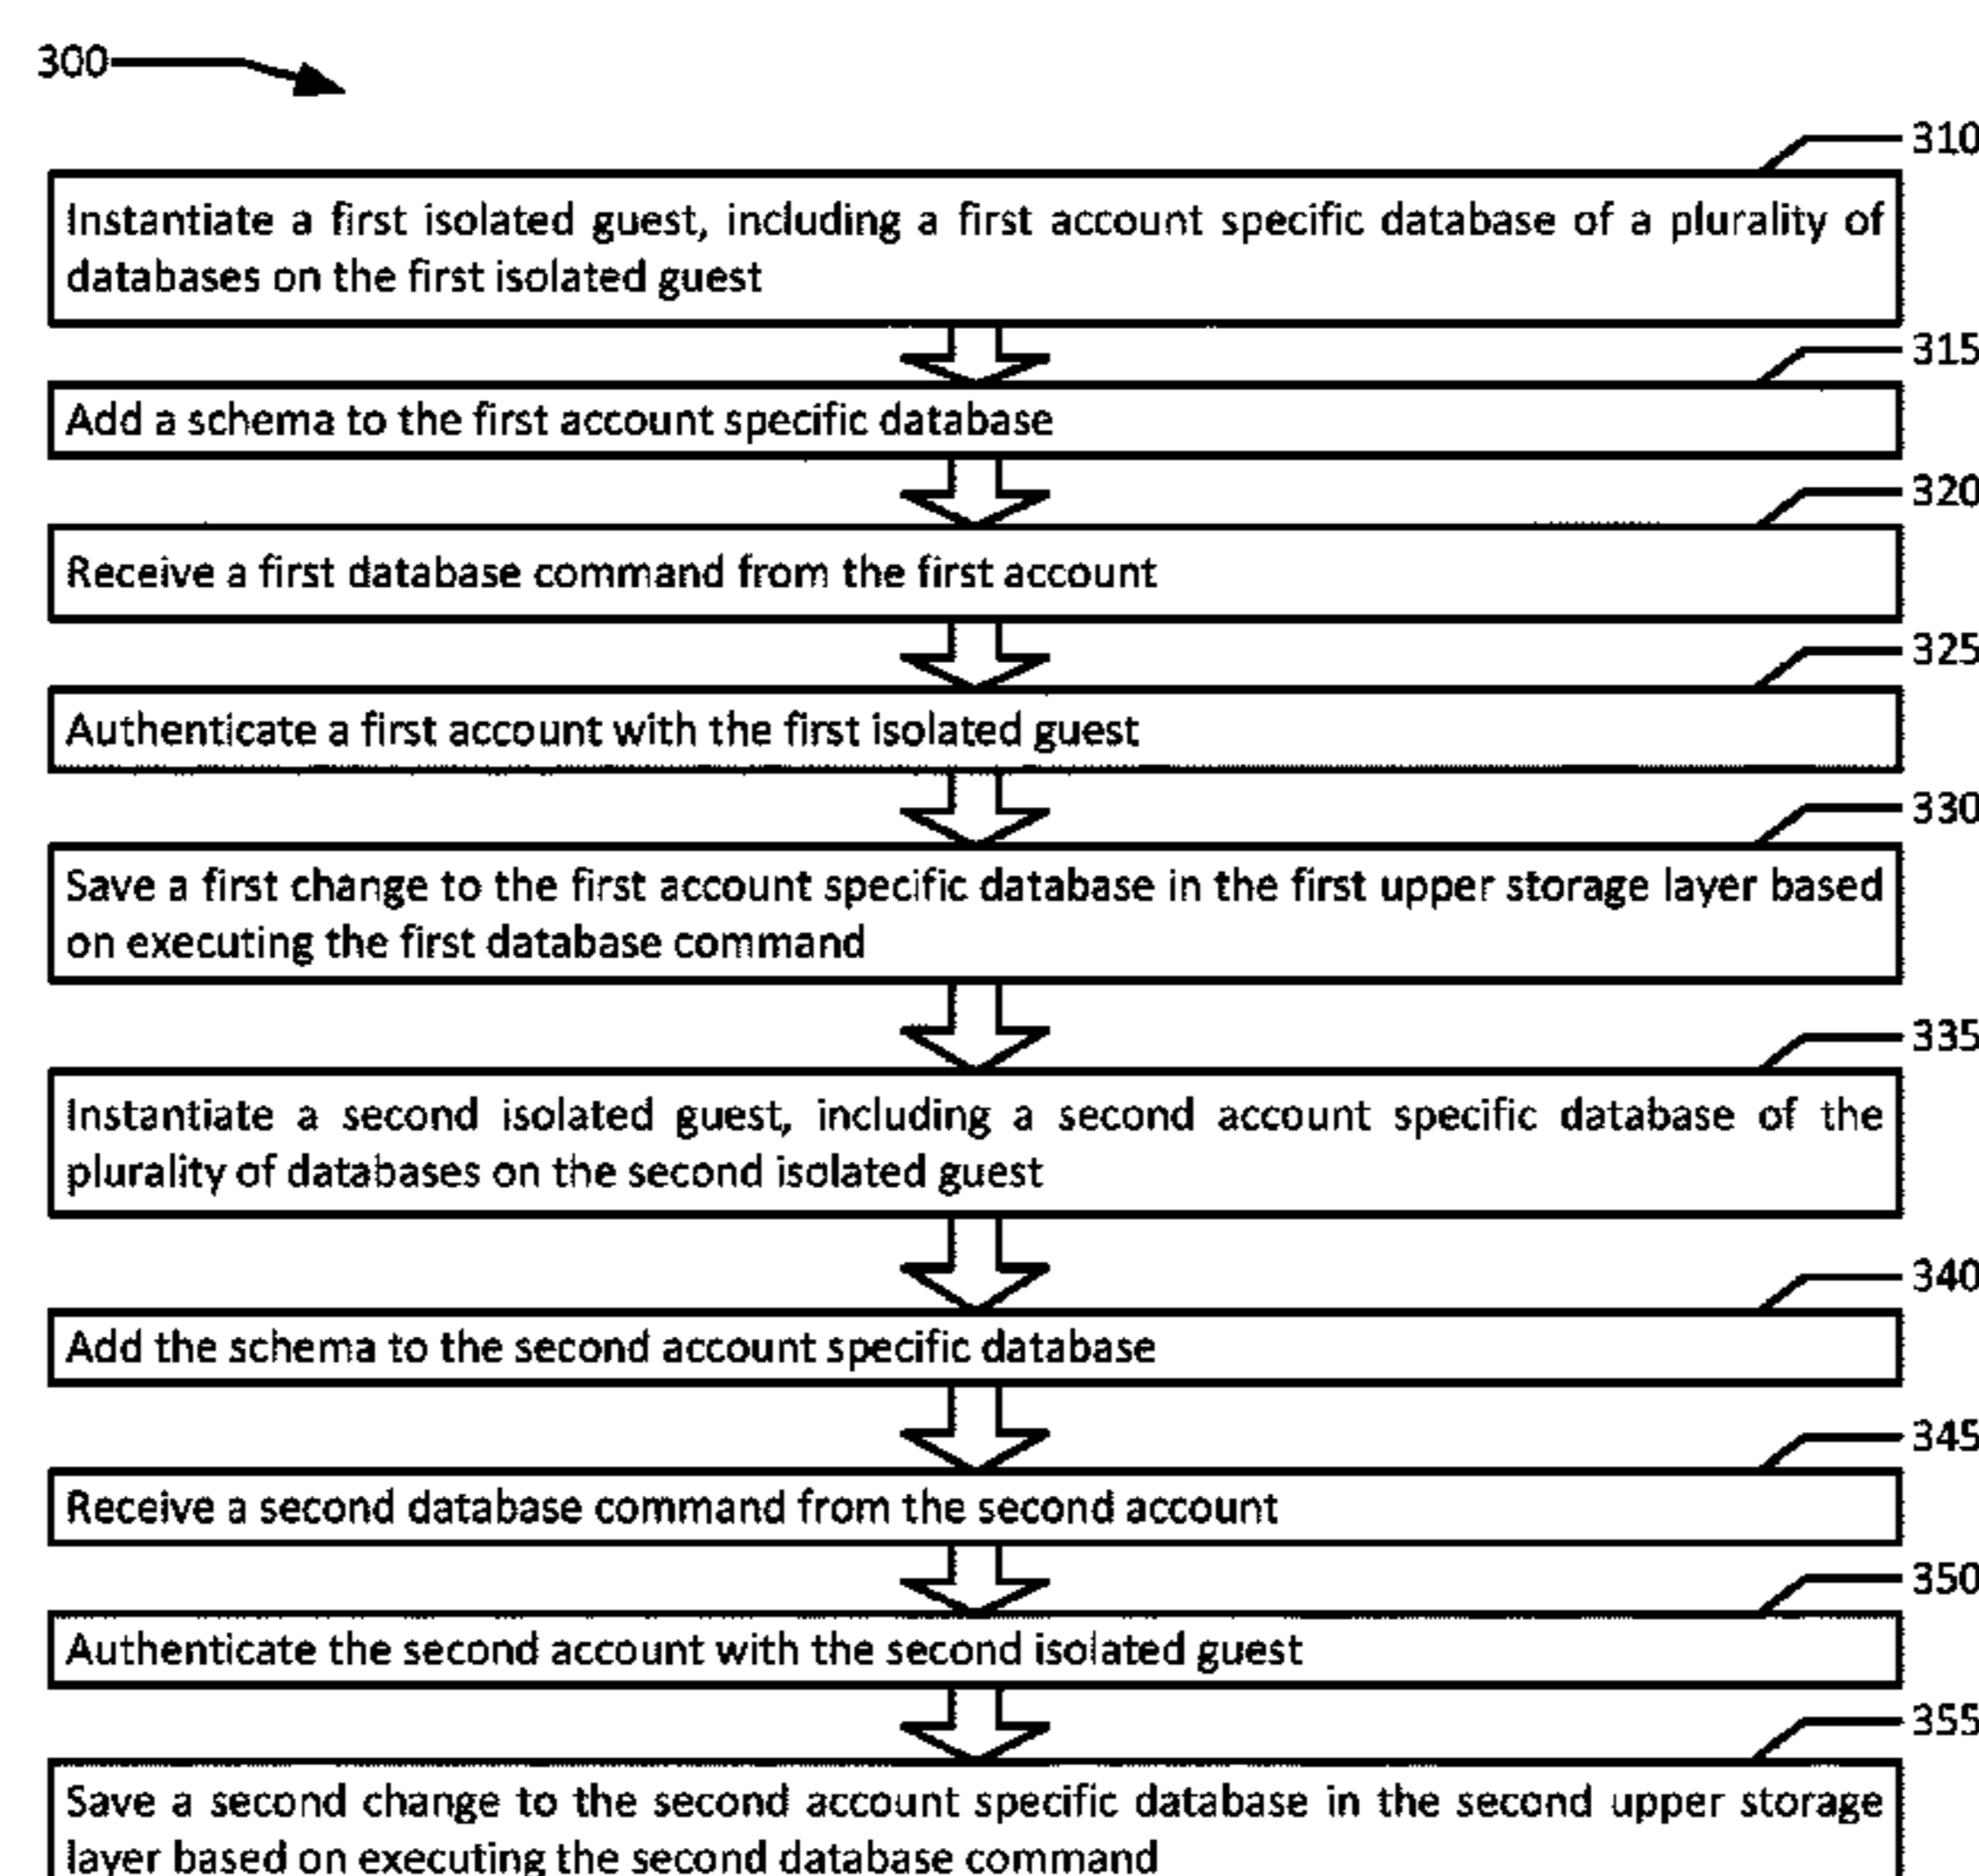 300
310
Instantiate a first isolated guest, including a first account specific database of a plurality of
databases on the first isolated guest
315
Add a schema to the first account specific database
320
Receive a first database command from the first account
325
Authenticate a first account with the first isolated guest
330
Save a first change to the first account specific database in the first upper storage layer based
on executing the first database command
335
Instantiate a second isolated guest, including a second account specific database of the
plurality of databases on the second isolated guest
340
Add the schema to the second account specific database
345
Receive a second database command from the second account
350
Authenticate the second account with the second isolated guest
355
Save a second change to the second account specific database in the second upper storage
layer based on executing the second database command